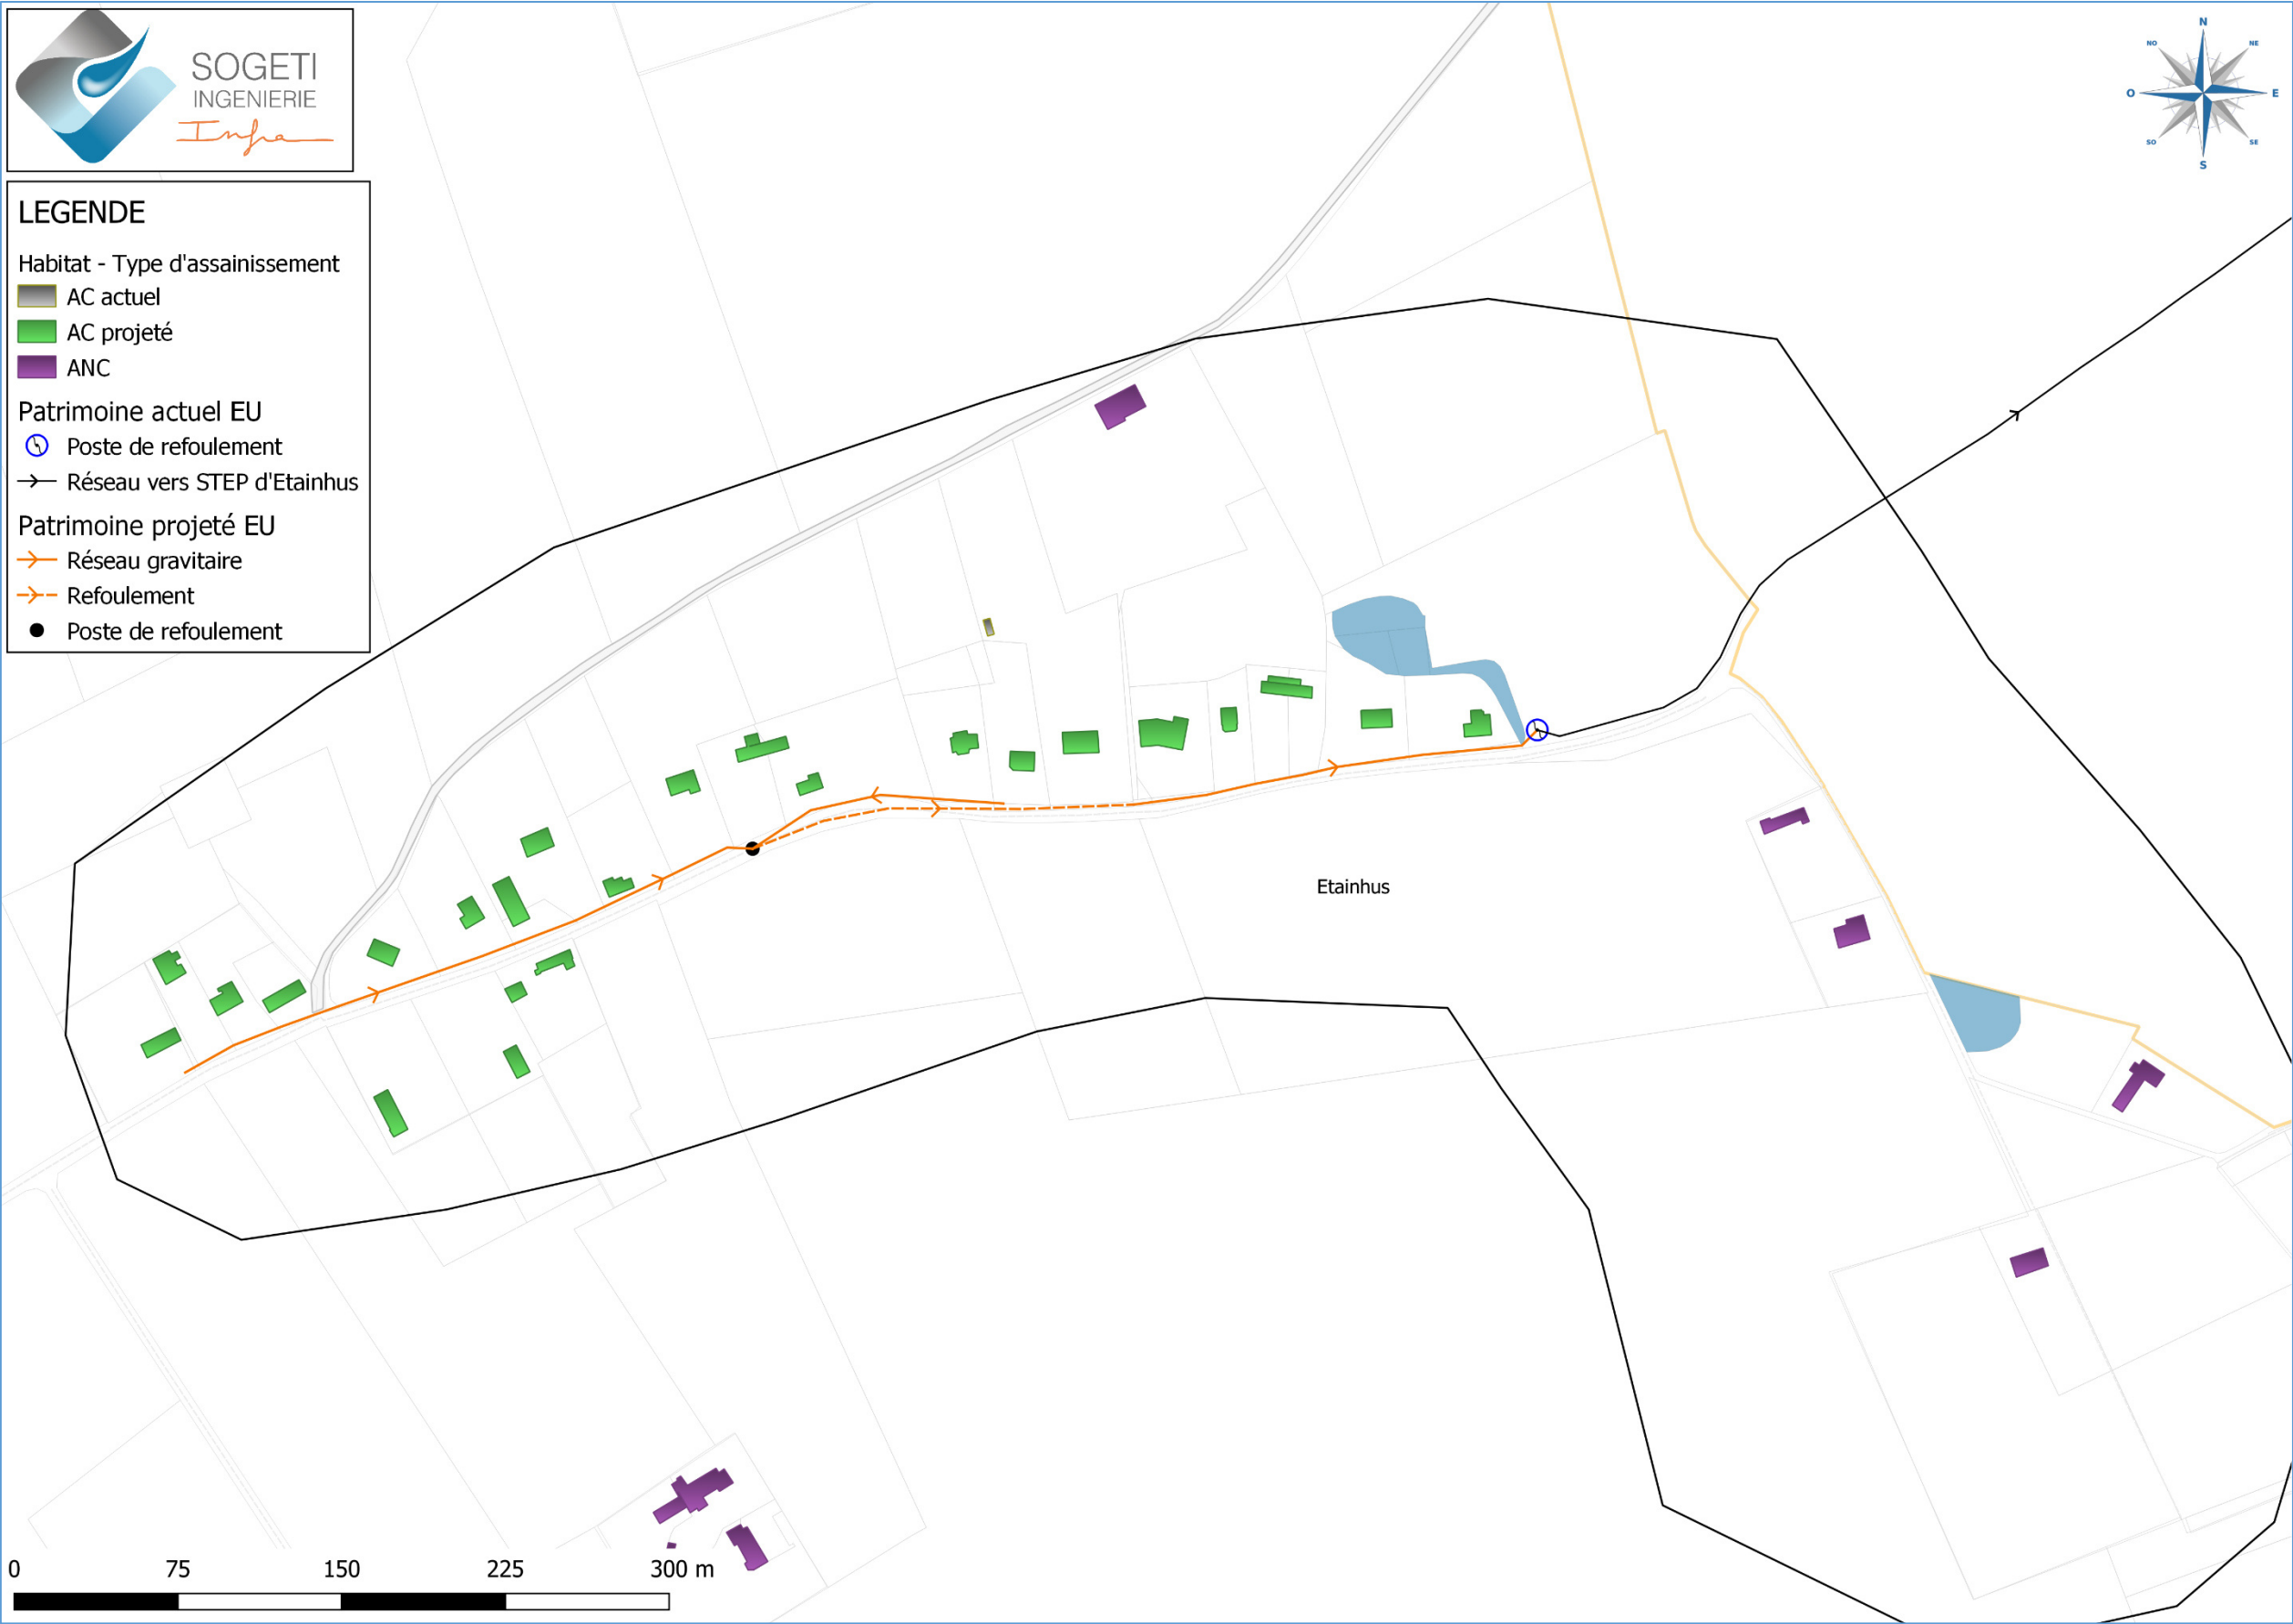 SOGETI
INGENIERIE
Infra
LEGENDE
Habitat - Type d'assainissement
AC actuel
AC projeté
ANC
Patrimoine actuel EU
Poste de refoulement
Réseau vers STEP d'Etainhus
Patrimoine projeté EU
Réseau gravitaire
Refoulement
Poste de refoulement
N
NO
NE
O
E
SO
SE
S
Etainhus
0 75 150 225 300 m